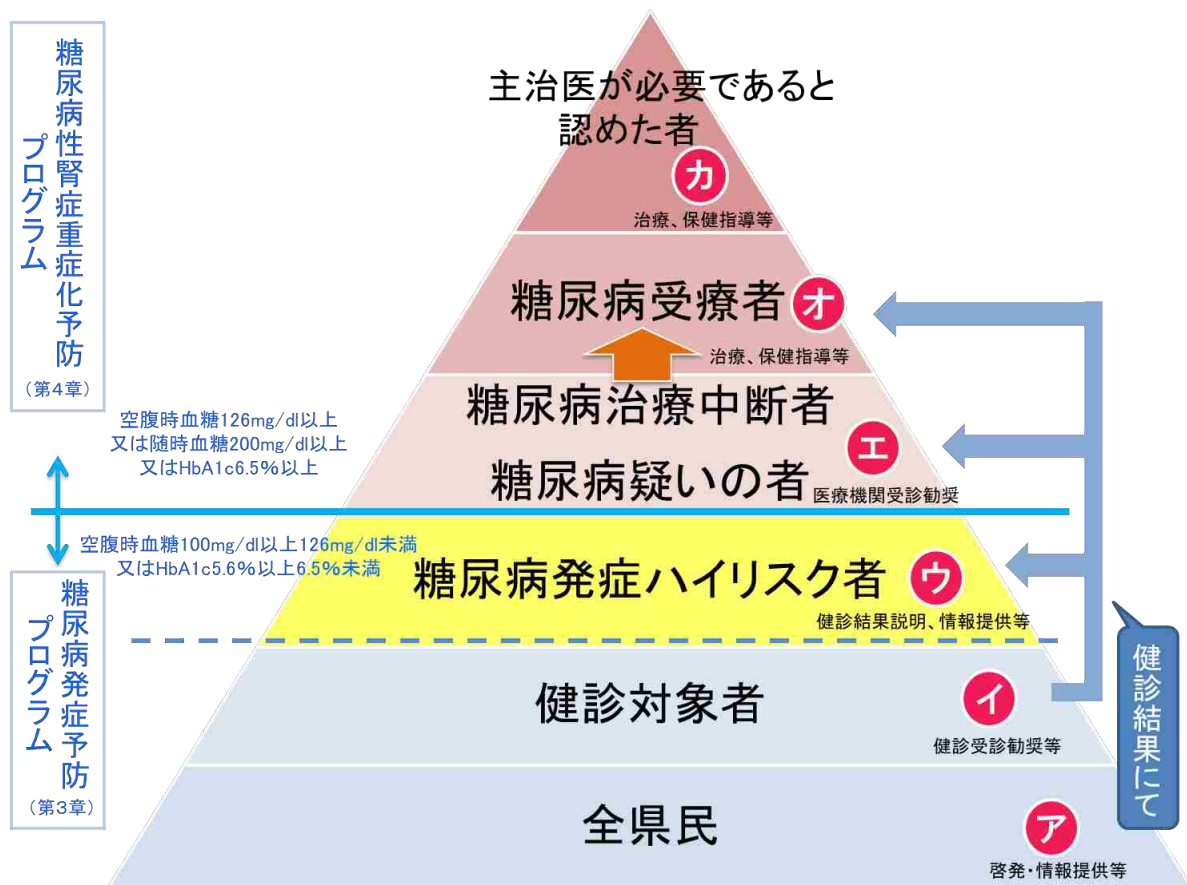 主治医が必要であると
認めた者
カ
治療、保健指導等
糖尿病性腎症重症化予防
プログラム
（第4章）
糖尿病受療者
オ
治療、保健指導等
糖尿病治療中断者
空腹時血糖126mg/dl以上
又は随時血糖200mg/dl以上
又はHbA1c6.5％以上
エ
糖尿病疑いの者
医療機関受診勧奨
空腹時血糖100mg/dl以上126mg/dl未満
又はHbA1c5.6％以上6.5％未満
糖尿病発症ハイリスク者
ウ
健診結果説明、情報提供等
糖尿病発症予防
プログラム
（第3章）
健診対象者
イ
健診受診勧奨等
健診結果にて
全県民
ア
啓発・情報提供等